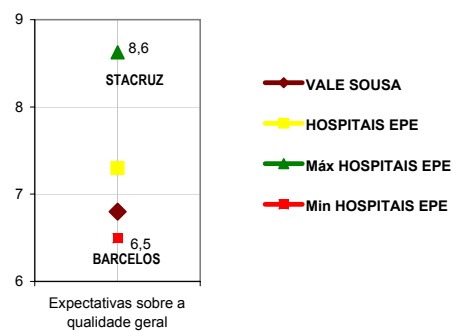 9
8,6
STACRUZ
8
7
6,5
BARCELOS
6
Expectativas sobre a
qualidade geral
VALE SOUSA
HOSPITAIS EPE
Máx HOSPITAIS EPE
Min HOSPITAIS EPE